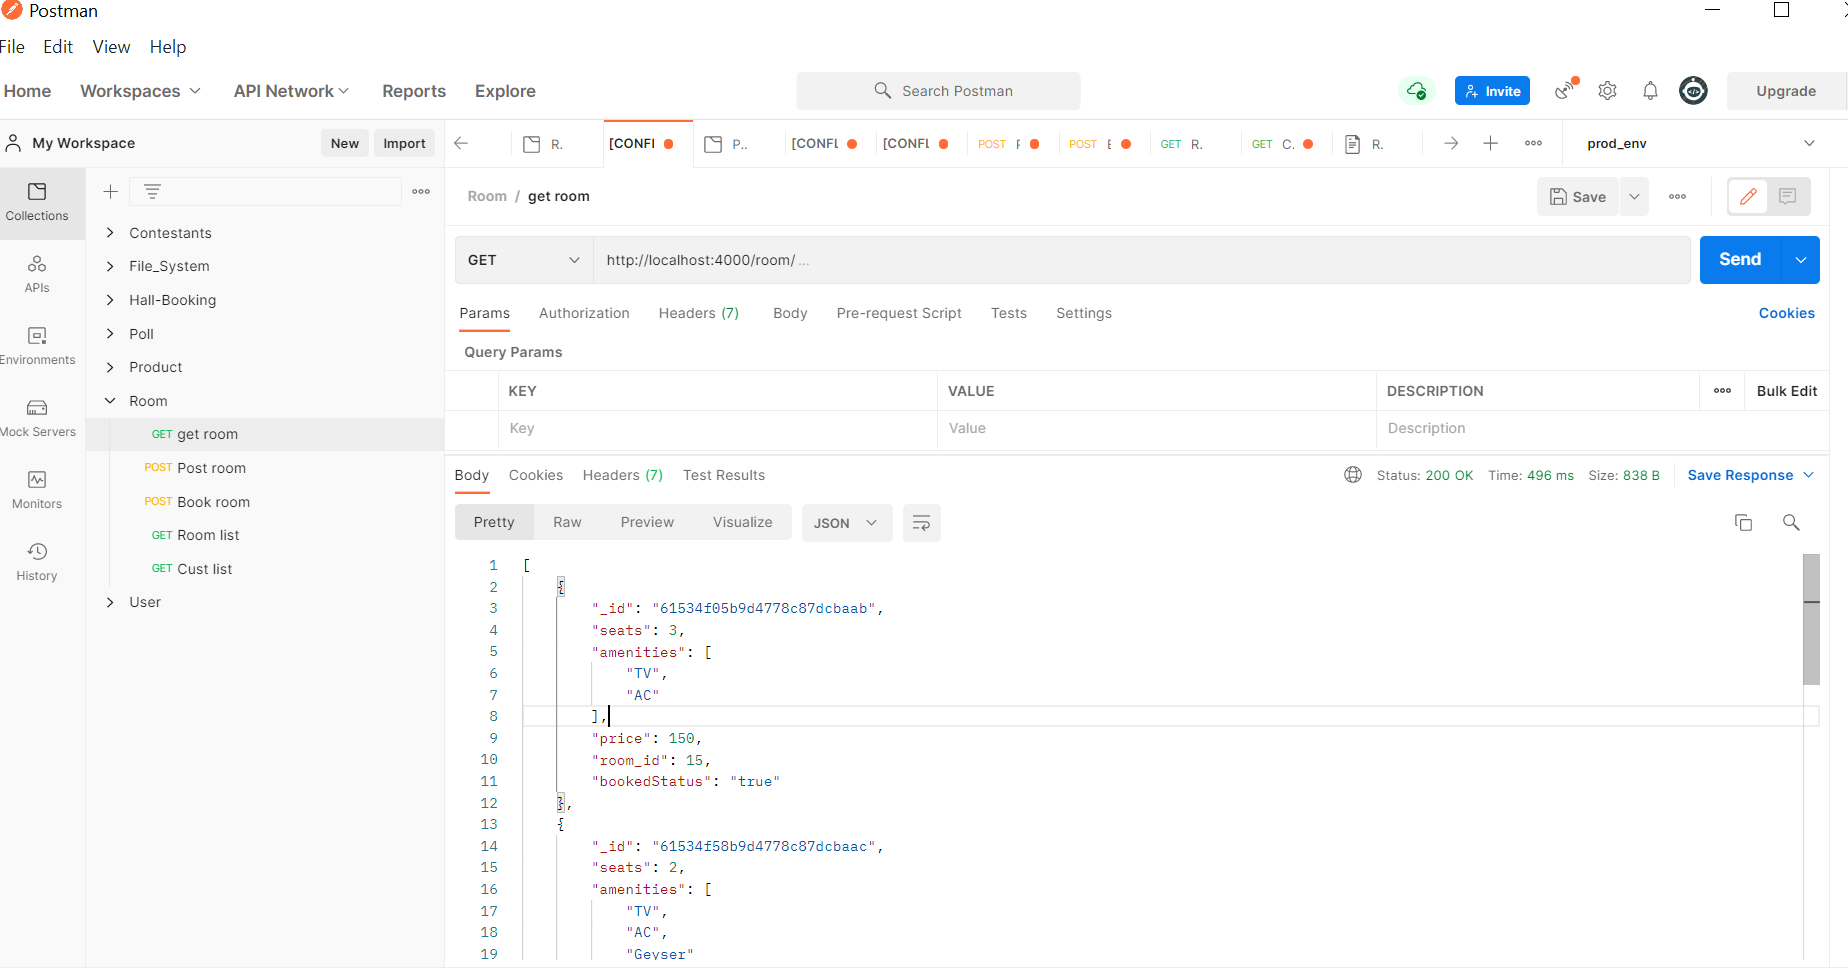 Postman
File Edit View Help
Home Workspaces API Network Reports Explore
Search Postman
Invite
Upgrade
My Workspace
New Import
R.
[CONFI
P..
[CONFL
[CONFL
POST
POST
GET R.
GET C.
R.
prod_env
Collections
APIs
Environments
Mock Servers
Monitors
History
Contestants
File_System
Hall-Booking
Poll
Product
Room
GET get room
POST Post room
POST Book room
GET Room list
GET Cust list
User
Room / get room
Save
GET http://localhost:4000/room/ ...
Send
Params Authorization Headers (7) Body Pre-request Script Tests Settings Cookies
Query Params
KEY VALUE DESCRIPTION ooo Bulk Edit
Key Value Description
Body Cookies Headers (7) Test Results Status: 200 OK Time: 496 ms Size: 838 B Save Response
Pretty Raw Preview Visualize JSON
1 [
2 {
3 "_id": "61534f05b9d4778c87dcbaab",
4 "seats": 3,
5 "amenities": [
6 "TV",
7 "AC"
8 ],
9 "price": 150,
10 "room_id": 15,
11 "bookedStatus": "true"
12 },
13 {
14 "_id": "61534f58b9d4778c87dcbaac",
15 "seats": 2,
16 "amenities": [
17 "TV",
18 "AC",
19 "Geyser"